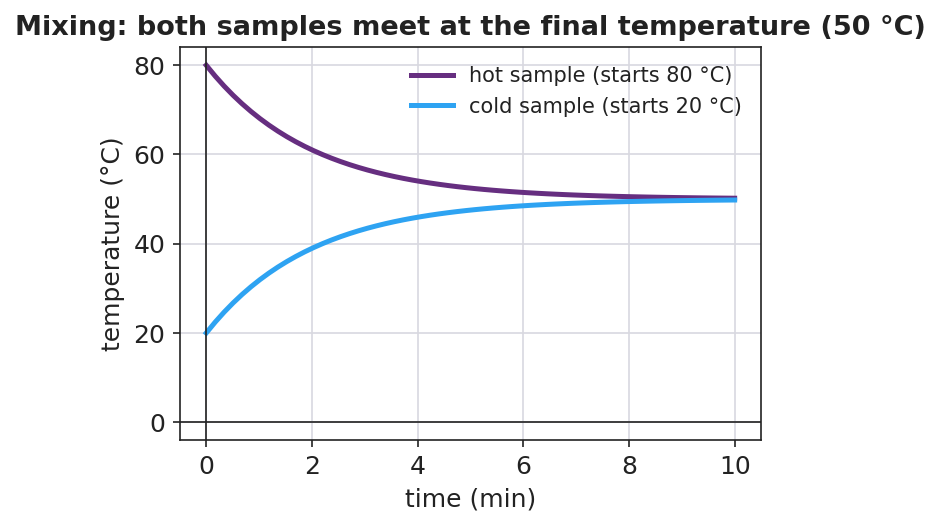 Mixing: both samples meet at the final temperature (50 °C)
hot sample (starts 80 °C)
cold sample (starts 20 °C)
temperature (°C)
80
60
40
20
0
0 2 4 6 8 10
time (min)